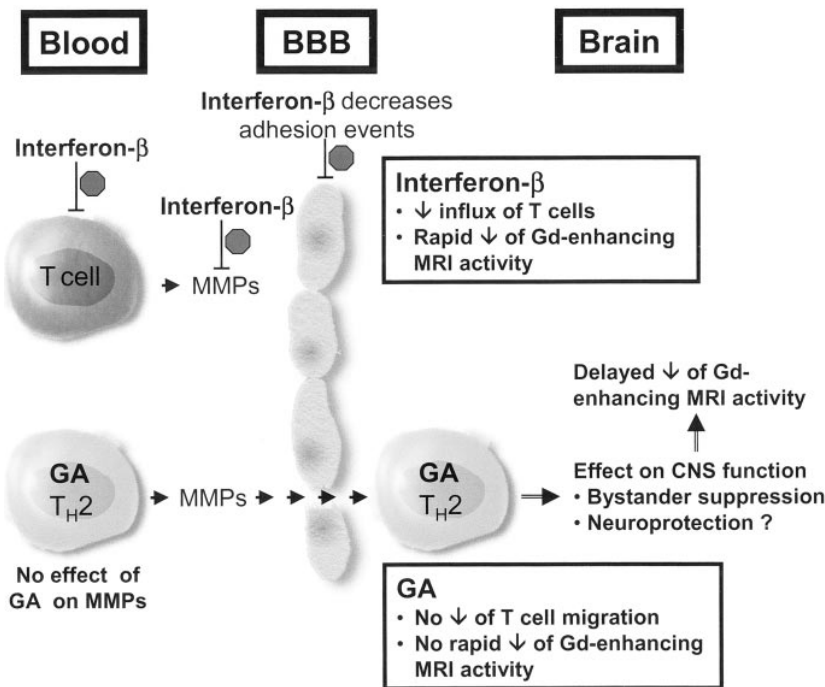 Blood
BBB
Brain
Interferon-β decreases
adhesion events
Interferon-β
Interferon-β
T cell
MMPs
Interferon-β
• ↓ influx of T cells
• Rapid ↓ of Gd-enhancing
MRI activity
Delayed ↓ of Gd-
enhancing MRI activity
GA
TH2
MMPs
GA
TH2
Effect on CNS function
• Bystander suppression
• Neuroprotection ?
No effect of
GA on MMPs
GA
• No ↓ of T cell migration
• No rapid ↓ of Gd-enhancing
MRI activity